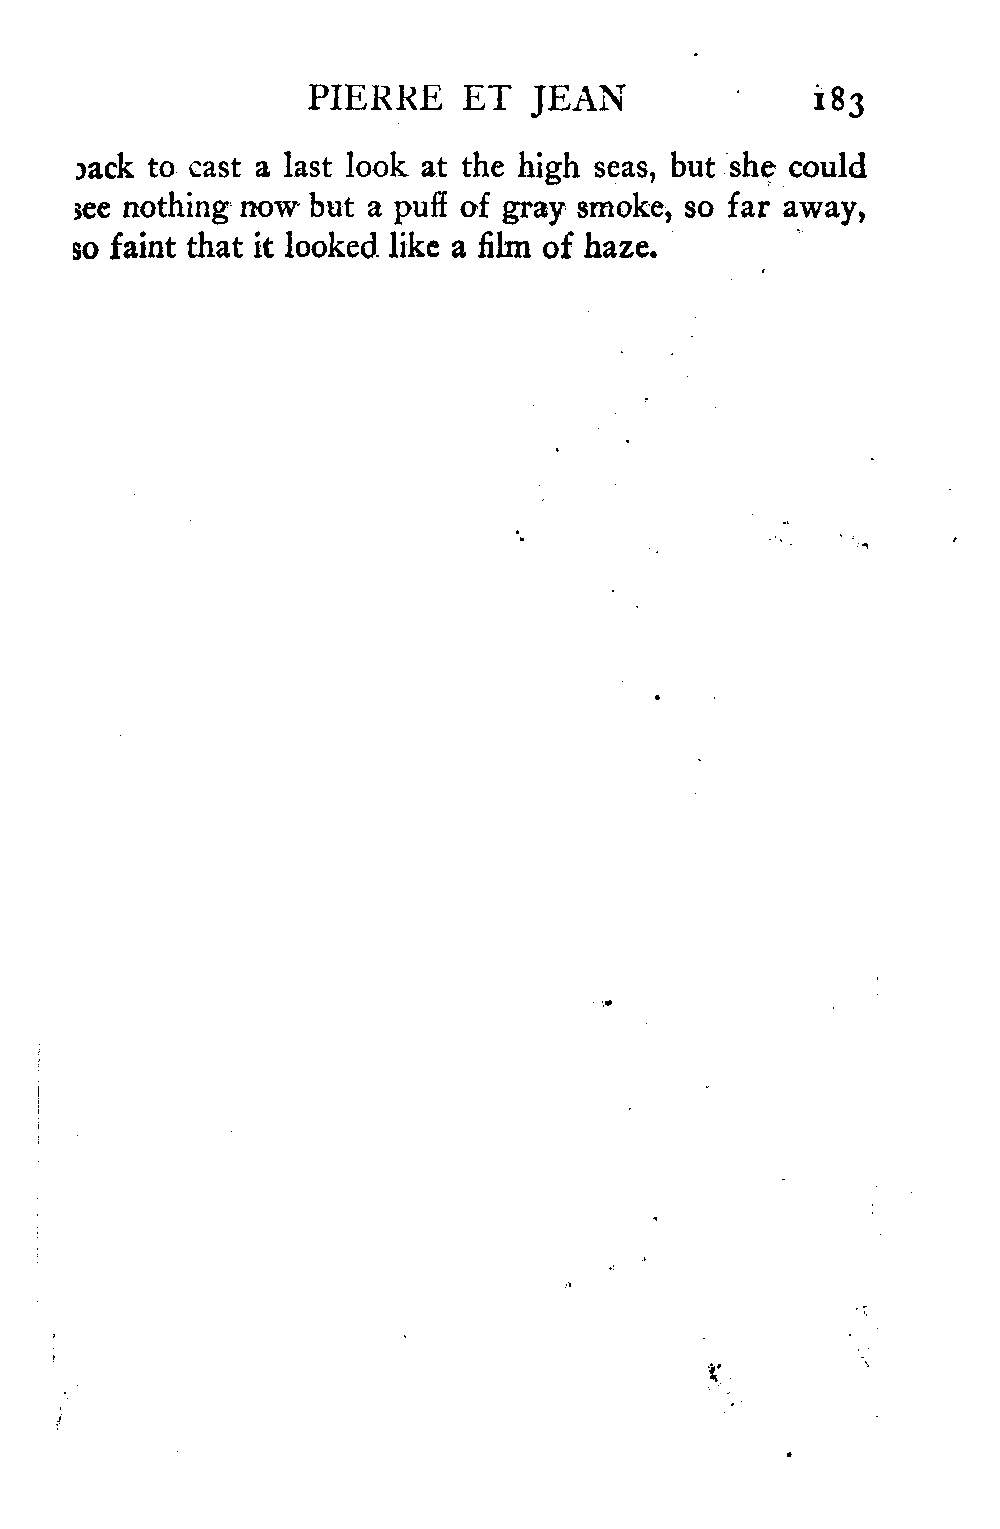 PIERRE ET JEAN 183
back to cast a last look at the high seas, but she could
see nothing now but a puff of gray smoke, so far away,
so faint that it looked like a film of haze.